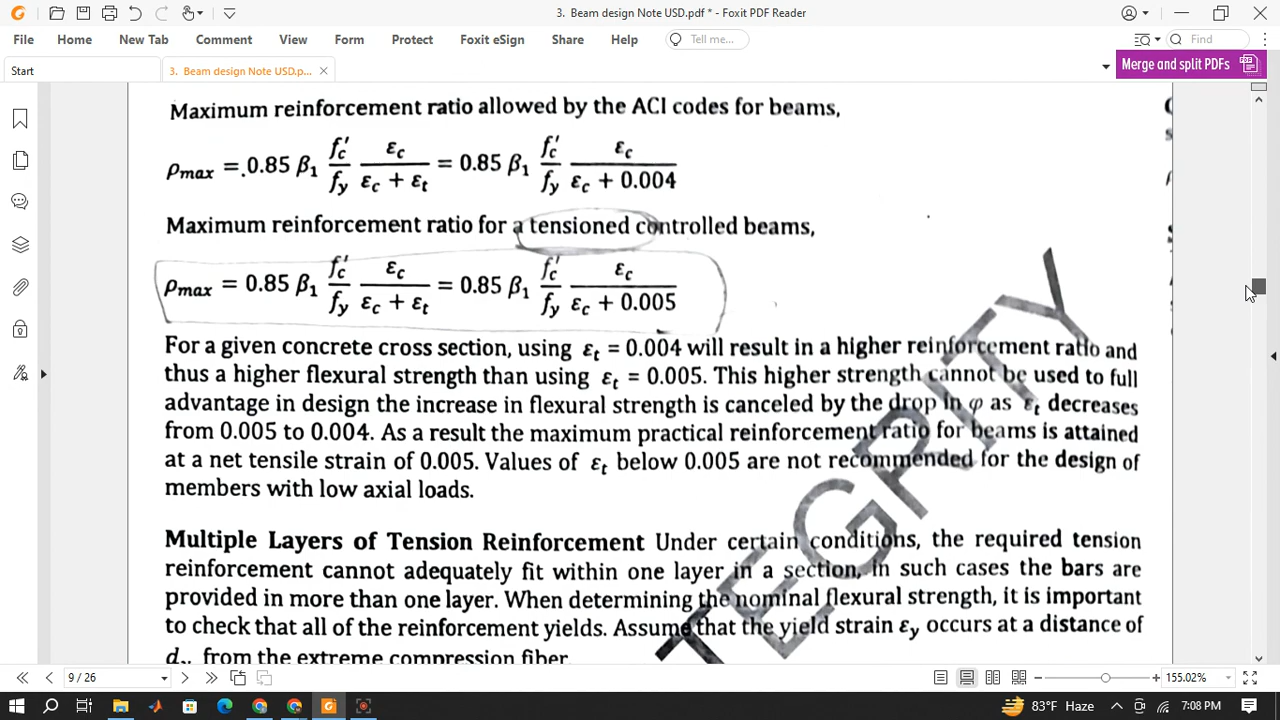 3. Beam design Note USD.pdf * - Foxit PDF Reader
File Home New Tab Comment View Form Protect Foxit eSign Share Help Tell me... Find
Start 3. Beam design Note USD.p... Merge and split PDFs
Maximum reinforcement ratio allowed by the ACI codes for beams,
ρmax = 0.85 β1 f′c/fy εc/(εc + εt) = 0.85 β1 f′c/fy εc/(εc + 0.004)
Maximum reinforcement ratio for a tensioned controlled beams,
ρmax = 0.85 β1 f′c/fy εc/(εc + εt) = 0.85 β1 f′c/fy εc/(εc + 0.005)
For a given concrete cross section, using εt = 0.004 will result in a higher reinforcement ratio and
thus a higher flexural strength than using εt = 0.005. This higher strength cannot be used to full
advantage in design the increase in flexural strength is canceled by the drop in φ as εt decreases
from 0.005 to 0.004. As a result the maximum practical reinforcement ratio for beams is attained
at a net tensile strain of 0.005. Values of εt below 0.005 are not recommended for the design of
members with low axial loads.
Multiple Layers of Tension Reinforcement Under certain conditions, the required tension
reinforcement cannot adequately fit within one layer in a section, in such cases the bars are
provided in more than one layer. When determining the nominal flexural strength, it is important
to check that all of the reinforcement yields. Assume that the yield strain εy occurs at a distance of
dy from the extreme compression fiber.
TEGRITY
9 / 26 155.02%
83°F Haze 7:08 PM